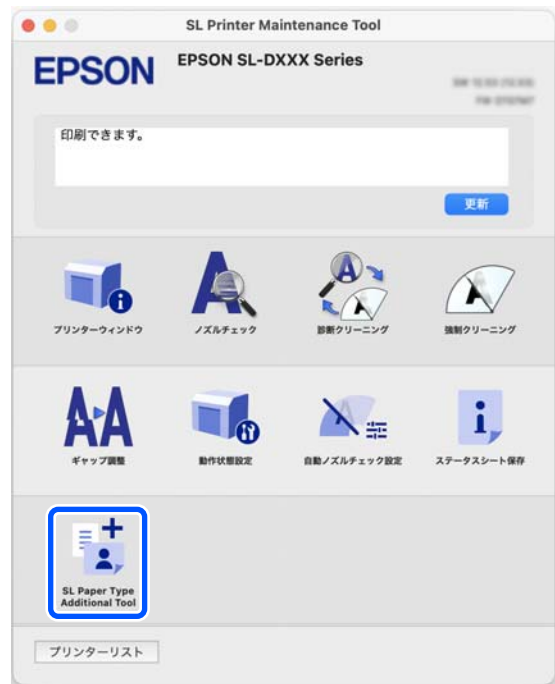 SL Printer Maintenance Tool
EPSON
EPSON SL-DXXX Series
印刷できます。
更新
プリンターウィンドウ
ノズルチェック
診断クリーニング
強制クリーニング
ギャップ調整
動作状態設定
自動ノズルチェック設定
ステータスシート保存
SL Paper Type
Additional Tool
プリンターリスト